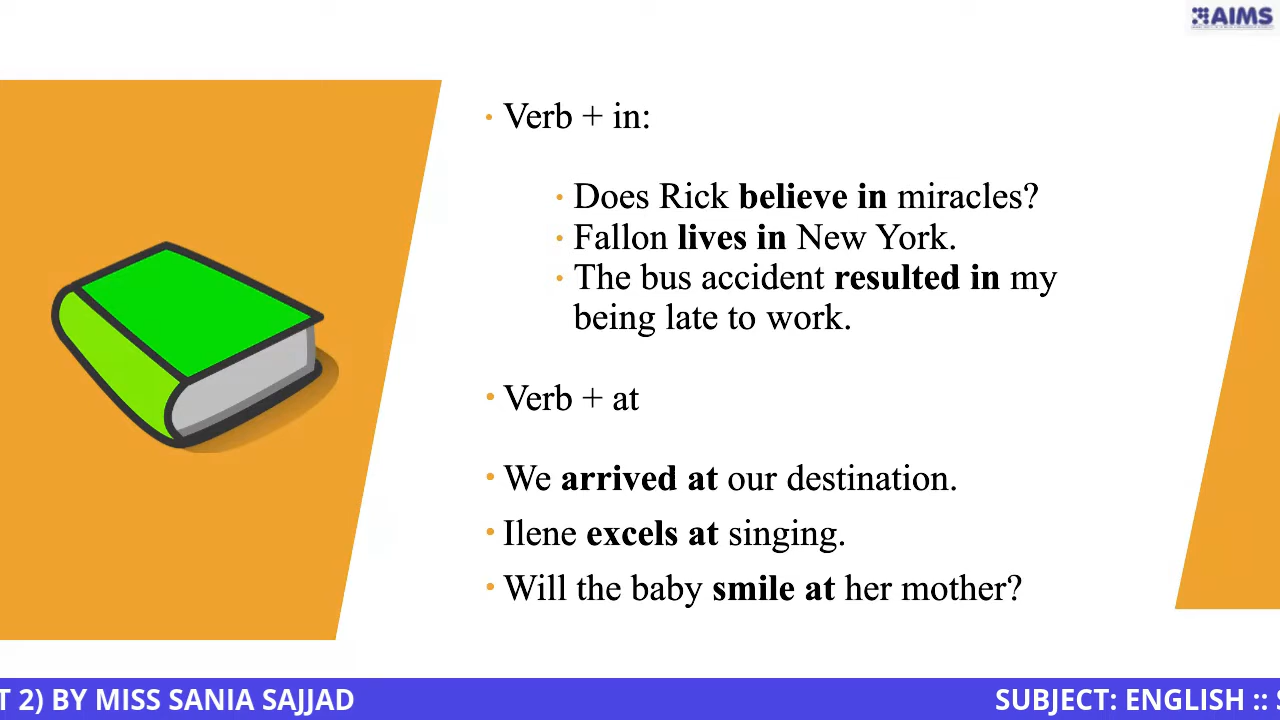 AIMS
• Verb + in:
• Does Rick believe in miracles?
• Fallon lives in New York.
• The bus accident resulted in my
being late to work.
• Verb + at
• We arrived at our destination.
• Ilene excels at singing.
• Will the baby smile at her mother?
T 2) BY MISS SANIA SAJJAD
SUBJECT: ENGLISH :: S